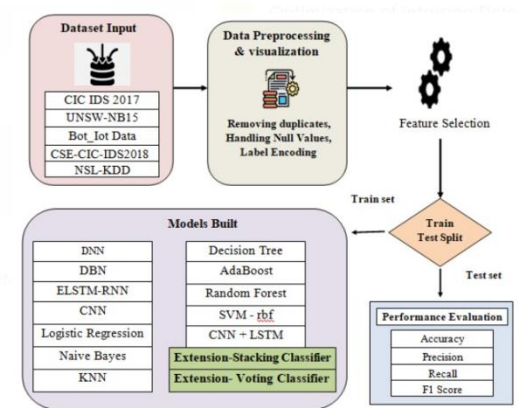 Dataset Input
CIC IDS 2017
UNSW-NB15
Bot_Iot Data
CSE-CIC-IDS2018
NSL-KDD
Data Preprocessing
& visualization
Removing duplicates,
Handling Null Values,
Label Encoding
Feature Selection
Train set
Train
Test Split
Test set
Models Built
DNN
DBN
ELSTM-RNN
CNN
Logistic Regression
Naive Bayes
KNN
Decision Tree
AdaBoost
Random Forest
SVM - rbf
CNN + LSTM
Extension-Stacking Classifier
Extension- Voting Classifier
Performance Evaluation
Accuracy
Precision
Recall
F1 Score